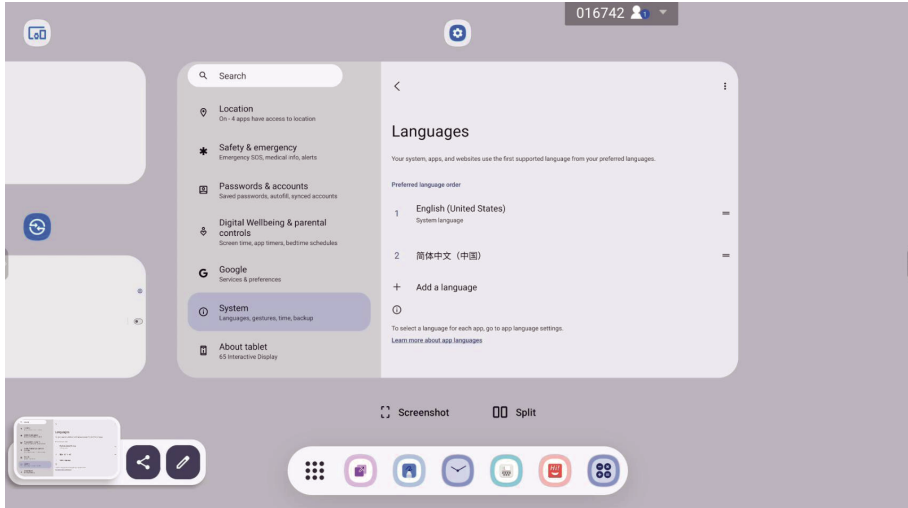 016742
1
Search
Location
On - 4 apps have access to location
Safety & emergency
Emergency SOS, medical info, alerts
Passwords & accounts
Saved passwords, autofill, synced accounts
Digital Wellbeing & parental
controls
Screen time, app timers, bedtime schedules
Google
Services & preferences
System
Languages, gestures, time, backup
About tablet
65 Interactive Display
Languages
Your system, apps, and websites use the first supported language from your preferred languages.
Preferred language order
1 English (United States)
System language
2 简体中文（中国）
Add a language
To select a language for each app, go to app language settings.
Learn more about app languages
Screenshot
Split